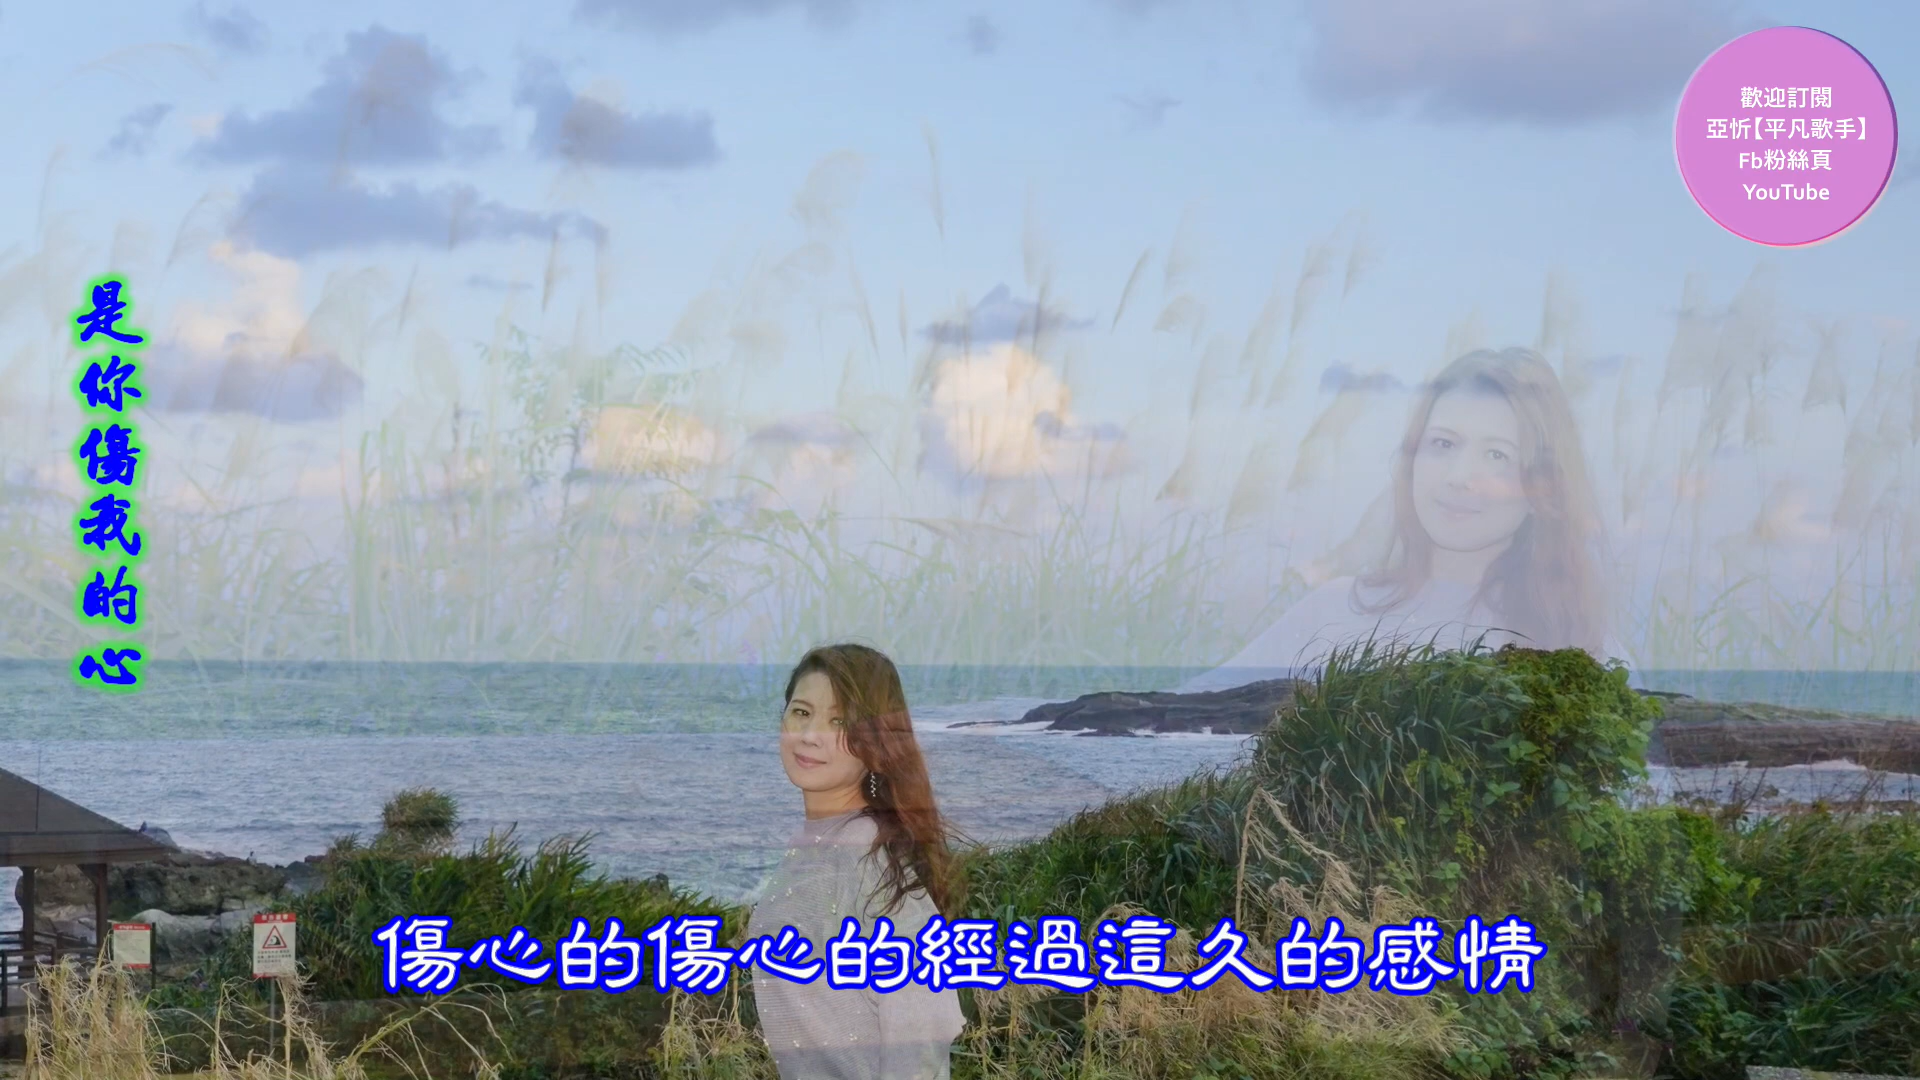 歡迎訂閱
亞忻【平凡歌手】
Fb粉絲頁
YouTube
是你傷我的心
傷心的傷心的經過這久的感情